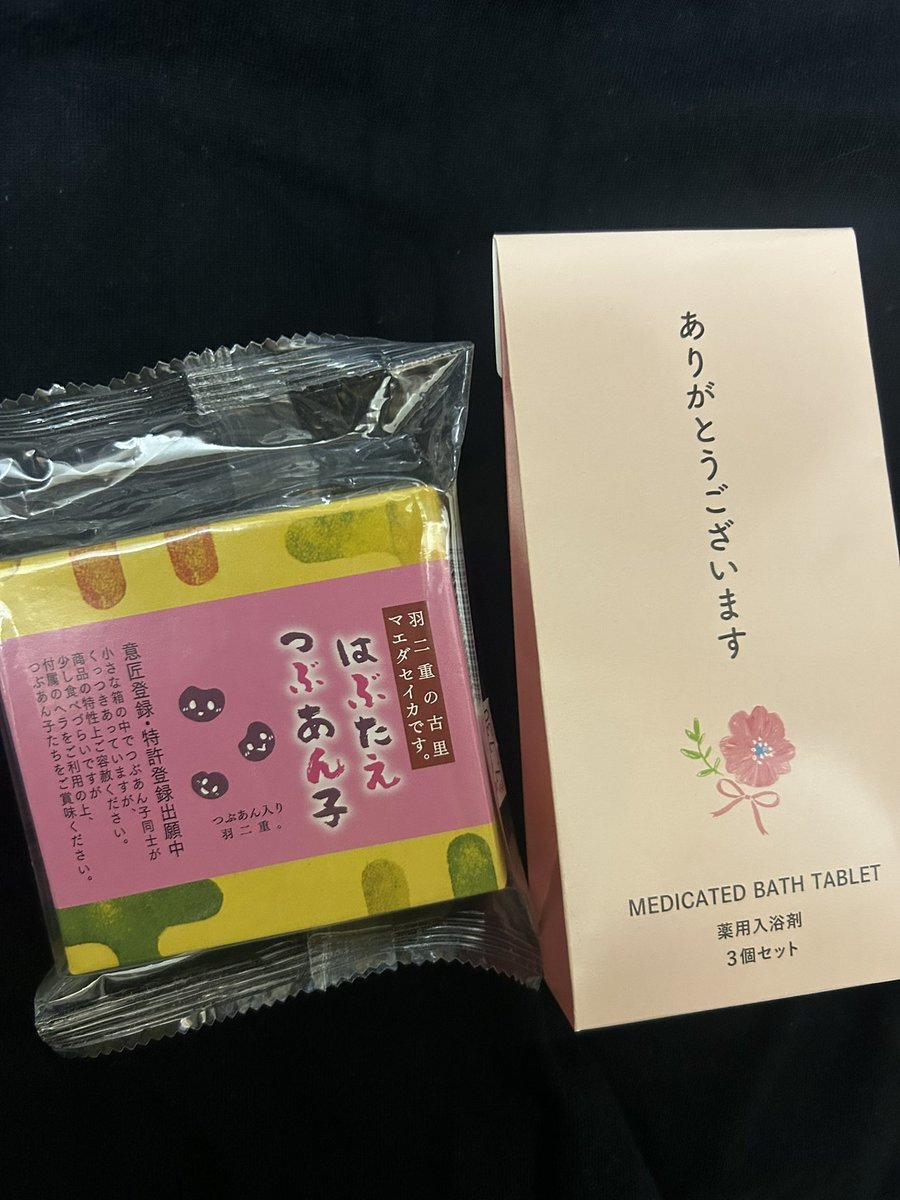 羽二重の古里
マエダセイカです。
はぶたえ
つぶあん子
つぶあん入り
羽二重。
意匠登録・特許登録出願中
小さな箱の中でつぶあん子同士が
くっつきあっていますが、
商品の特性上ご容赦ください。
少し食べづらいですが
付属のヘラをご利用の上、
つぶあん子たちをご賞味ください。
ありがとうございます
MEDICATED BATH TABLET
薬用入浴剤
3個セット